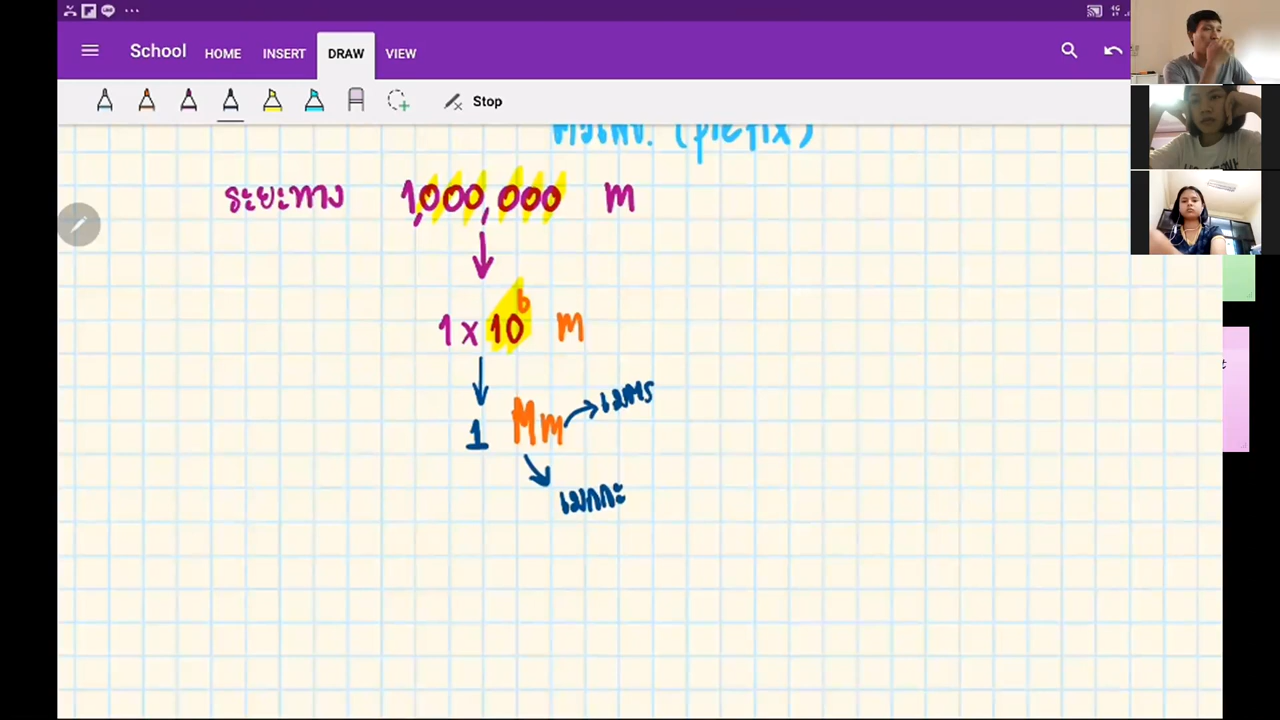 School HOME INSERT DRAW VIEW
Stop
(prefix)
ระยะทาง 1,000,000 m
1 x 10⁶ m
1 Mm
เมตร
เมกกะ